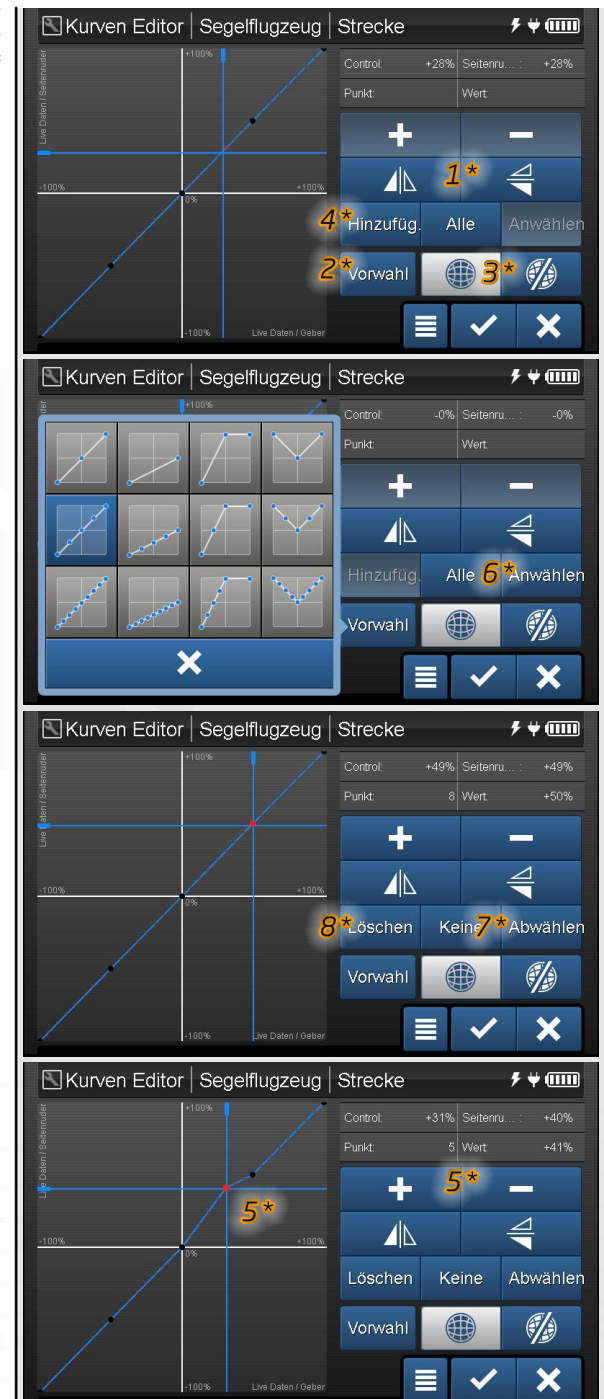 Kurven Editor | Segelflugzeug | Strecke
Live Daten / Seitenruder
+100%
-100%
0%
+100%
-100%
Live Daten / Geber
Control: +28% Seitenru... : +28%
Punkt: Wert:
+ −
1*
4* Hinzufüg. Alle Anwählen
2* Vorwahl 3*
Kurven Editor | Segelflugzeug | Strecke
+100%
Control: -0% Seitenru... : -0%
Punkt: Wert:
+ −
Hinzufüg. Alle 6* Anwählen
Vorwahl
Kurven Editor | Segelflugzeug | Strecke
Live Daten / Seitenruder
+100%
-100%
0%
+100%
-100%
Live Daten / Geber
Control: +49% Seitenru... : +49%
Punkt: 8 Wert: +50%
+ −
8* Löschen Keine 7* Abwählen
Vorwahl
Kurven Editor | Segelflugzeug | Strecke
Live Daten / Seitenruder
+100%
-100%
0%
+100%
-100%
Live Daten / Geber
5*
Control: +31% Seitenru... : +40%
Punkt: 5 Wert: +41%
5*
+ −
Löschen Keine Abwählen
Vorwahl